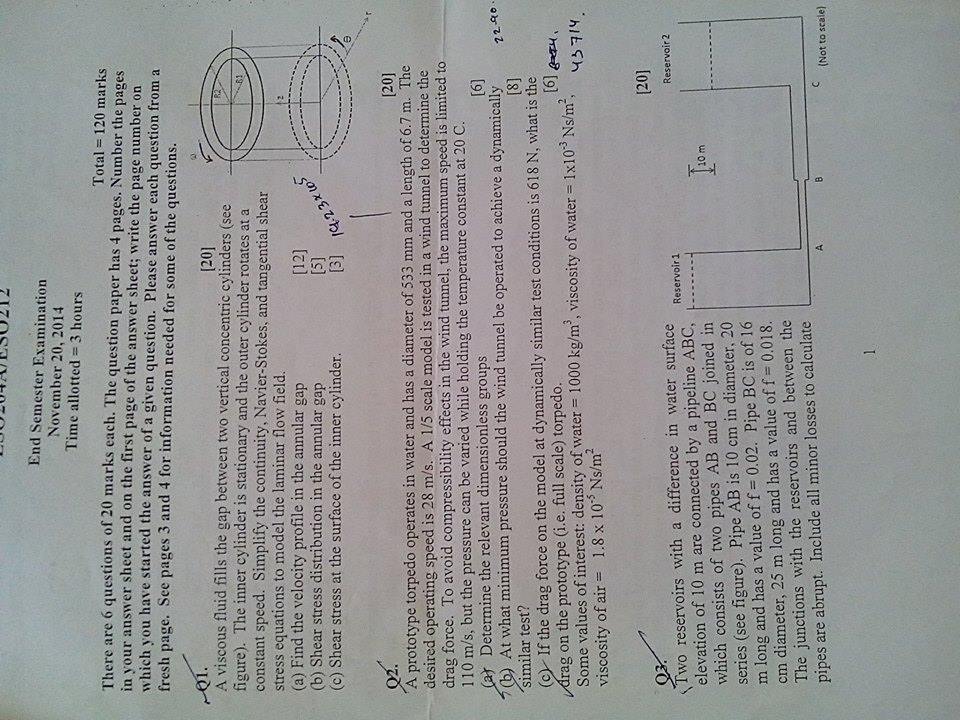 ESO204A/ESO212
End Semester Examination
November 20, 2014
Time allotted = 3 hours
Total = 120 marks
There are 6 questions of 20 marks each. The question paper has 4 pages. Number the pages
in your answer sheet and on the first page of the answer sheet; write the page number on
which you have started the answer of a given question. Please answer each question from a
fresh page. See pages 3 and 4 for information needed for some of the questions.
Q1. [20]
A viscous fluid fills the gap between two vertical concentric cylinders (see
figure). The inner cylinder is stationary and the outer cylinder rotates at a
constant speed. Simplify the continuity, Navier-Stokes, and tangential shear
stress equations to model the laminar flow field.
(a) Find the velocity profile in the annular gap [12]
(b) Shear stress distribution in the annular gap [5]
(c) Shear stress at the surface of the inner cylinder. [3]
ω
R2
R1
z
r
θ
Q2. [20]
A prototype torpedo operates in water and has a diameter of 533 mm and a length of 6.7 m. The
desired operating speed is 28 m/s. A 1/5 scale model is tested in a wind tunnel to determine the
drag force. To avoid compressibility effects in the wind tunnel, the maximum speed is limited to
110 m/s, but the pressure can be varied while holding the temperature constant at 20 C.
(a) Determine the relevant dimensionless groups [6]
(b) At what minimum pressure should the wind tunnel be operated to achieve a dynamically
similar test? [8]
(c) If the drag force on the model at dynamically similar test conditions is 618 N, what is the
drag on the prototype (i.e. full scale) torpedo. [6]
Some values of interest: density of water = 1000 kg/m³, viscosity of water = 1x10⁻³ Ns/m²,
viscosity of air = 1.8 x 10⁻⁵ Ns/m²
22.90.
43714.
Q3. [20]
Two reservoirs with a difference in water surface
elevation of 10 m are connected by a pipeline ABC,
which consists of two pipes AB and BC joined in
series (see figure). Pipe AB is 10 cm in diameter, 20
m long and has a value of f = 0.02. Pipe BC is of 16
cm diameter, 25 m long and has a value of f = 0.018.
The junctions with the reservoirs and between the
pipes are abrupt. Include all minor losses to calculate
Reservoir 1
Reservoir 2
10 m
A
B
C
(Not to scale)
1